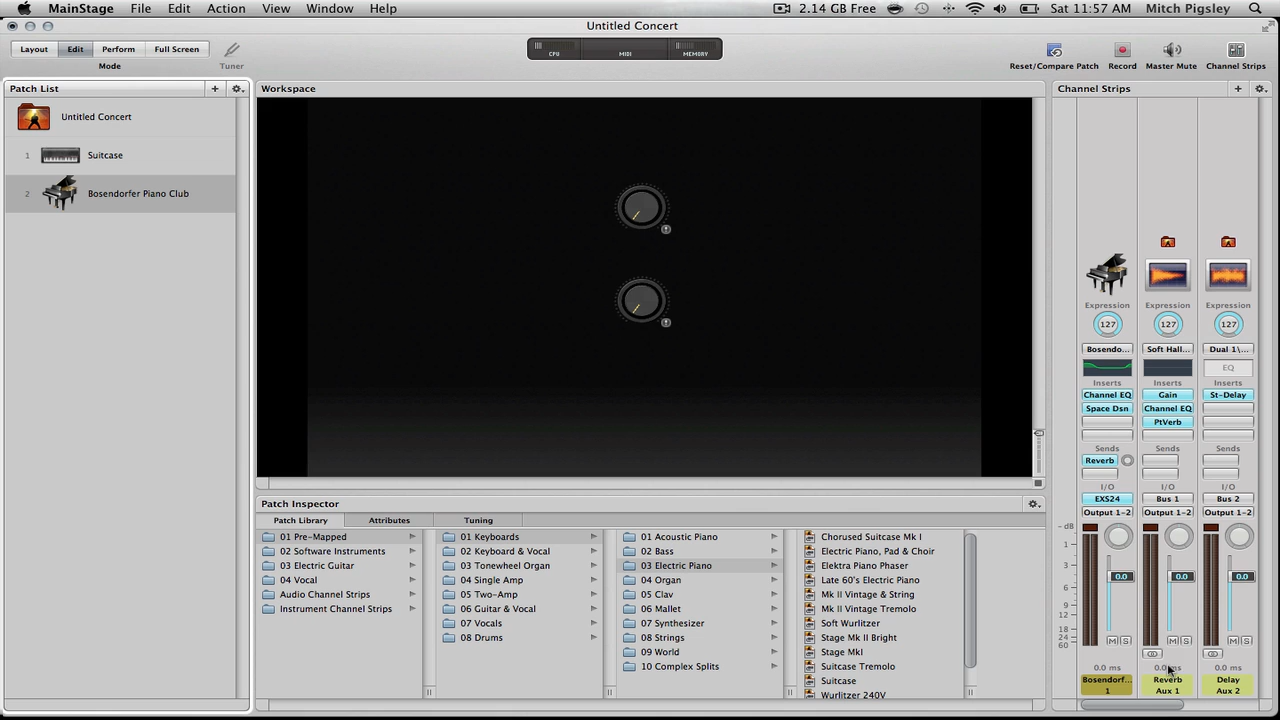 MainStage File Edit Action View Windows Help 2.14 GB Free Sat 11:57 AM Mitch Pigsley
Untitled Concert
Layout Edit Perform Full Screen
Mode Tuner
CPU MIDI MEMORY
Reset/Compare Patch Record Master Mute Channel Strips
Patch List
Untitled Concert
1 Suitcase
2 Bosendorfer Piano Club
Workspace
Channel Strips
Expression Expression Expression
127 127 127
Bosendo... Soft Hall... Dual 1\...
EQ
Inserts Inserts Inserts
Channel EQ Gain St-Delay
Space Dsn Channel EQ
PtVerb
Sends Sends Sends
Reverb
I/O I/O I/O
EXS24 Bus 1 Bus 2
Output 1-2 Output 1-2 Output 1-2
- dB
1
3
6
9
12
18
24
60
0.0 0.0 0.0
M S M S M S
0.0 ms 0.0 ms 0.0 ms
Bosendorf... Reverb Delay
1 Aux 1 Aux 2
Patch Inspector
Patch Library Attributes Tuning
01 Pre-Mapped
02 Software Instruments
03 Electric Guitar
04 Vocal
Audio Channel Strips
Instrument Channel Strips
01 Keyboards
02 Keyboard & Vocal
03 Tonewheel Organ
04 Single Amp
05 Two-Amp
06 Guitar & Vocal
07 Vocals
08 Drums
01 Acoustic Piano
02 Bass
03 Electric Piano
04 Organ
05 Clav
06 Mallet
07 Synthesizer
08 Strings
09 World
10 Complex Splits
Chorused Suitcase Mk I
Electric Piano, Pad & Choir
Elektra Piano Phaser
Late 60's Electric Piano
Mk II Vintage & String
Mk II Vintage Tremolo
Soft Wurlitzer
Stage Mk II Bright
Stage MkI
Suitcase Tremolo
Suitcase
Wurlitzer 240V